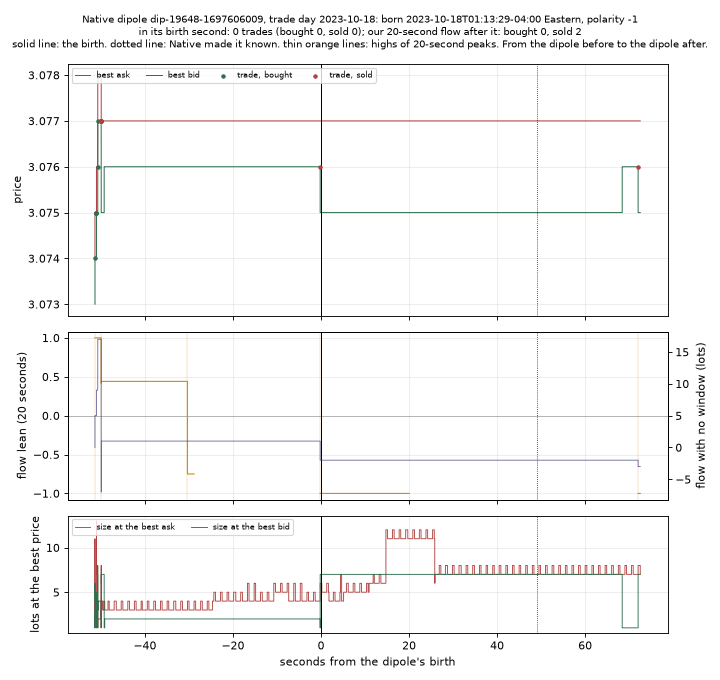 Native dipole dip-19648-1697606009, trade day 2023-10-18: born 2023-10-18T01:13:29-04:00 Eastern, polarity -1
in its birth second: 0 trades (bought 0, sold 0); our 20-second flow after it: bought 0, sold 2
solid line: the birth. dotted line: Native made it known. thin orange lines: highs of 20-second peaks. From the dipole before to the dipole after.
best ask
best bid
trade, bought
trade, sold
3.078
3.077
3.076
3.075
3.074
3.073
price
1.0
0.5
0.0
−0.5
−1.0
flow lean (20 seconds)
15
10
5
0
−5
flow with no window (lots)
size at the best ask
size at the best bid
10
5
lots at the best price
−40
−20
0
20
40
60
seconds from the dipole's birth